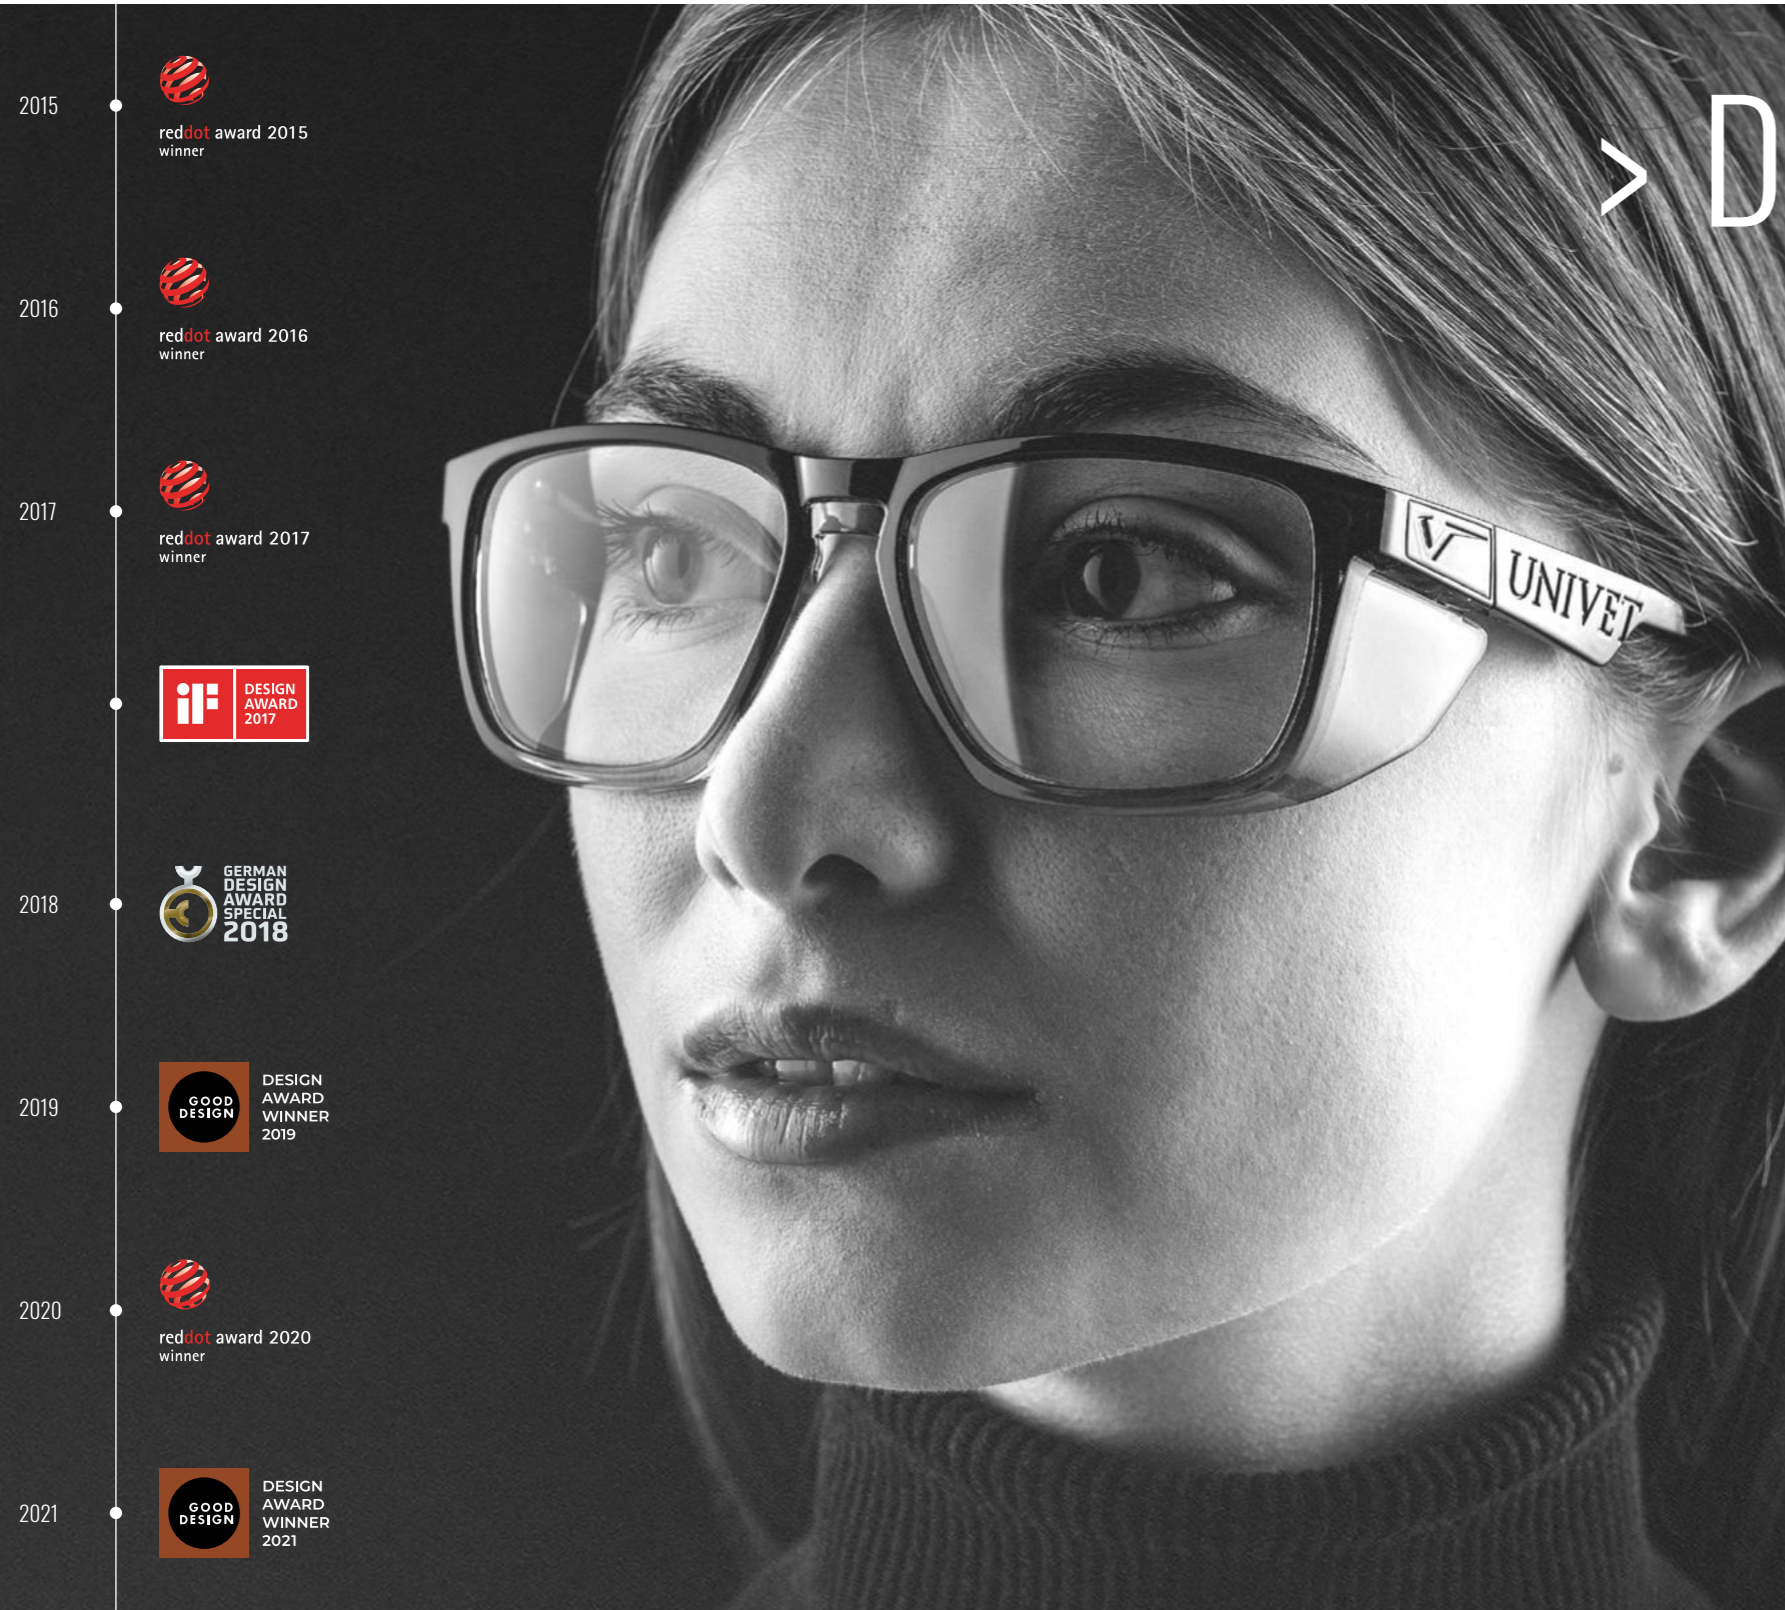 2015
reddot award 2015
winner
2016
reddot award 2016
winner
2017
reddot award 2017
winner
iF
DESIGN
AWARD
2017
2018
GERMAN
DESIGN
AWARD
SPECIAL
2018
2019
GOOD
DESIGN
DESIGN
AWARD
WINNER
2019
2020
reddot award 2020
winner
2021
GOOD
DESIGN
DESIGN
AWARD
WINNER
2021
> D
UNIVET